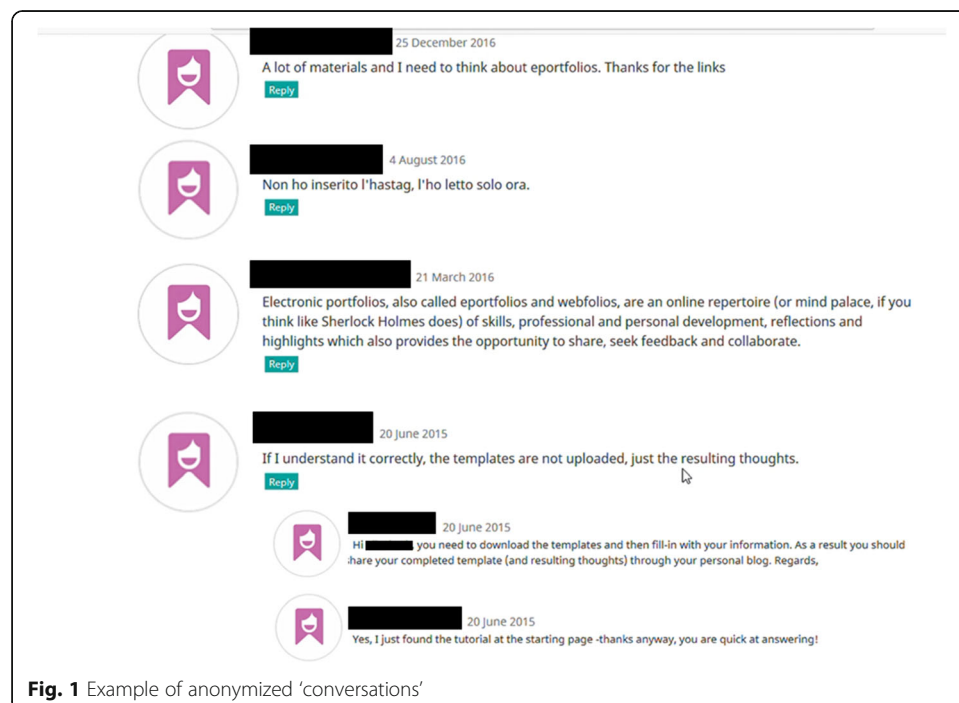 25 December 2016
A lot of materials and I need to think about eportfolios. Thanks for the links
Reply
4 August 2016
Non ho inserito l'hastag, l'ho letto solo ora.
Reply
21 March 2016
Electronic portfolios, also called eportfolios and webfolios, are an online repertoire (or mind palace, if you
think like Sherlock Holmes does) of skills, professional and personal development, reflections and
highlights which also provides the opportunity to share, seek feedback and collaborate.
Reply
20 June 2015
If I understand it correctly, the templates are not uploaded, just the resulting thoughts.
Reply
20 June 2015
Hi , you need to download the templates and then fill-in with your information. As a result you should
share your completed template (and resulting thoughts) through your personal blog. Regards,
20 June 2015
Yes, I just found the tutorial at the starting page -thanks anyway, you are quick at answering!
Fig. 1 Example of anonymized ‘conversations’